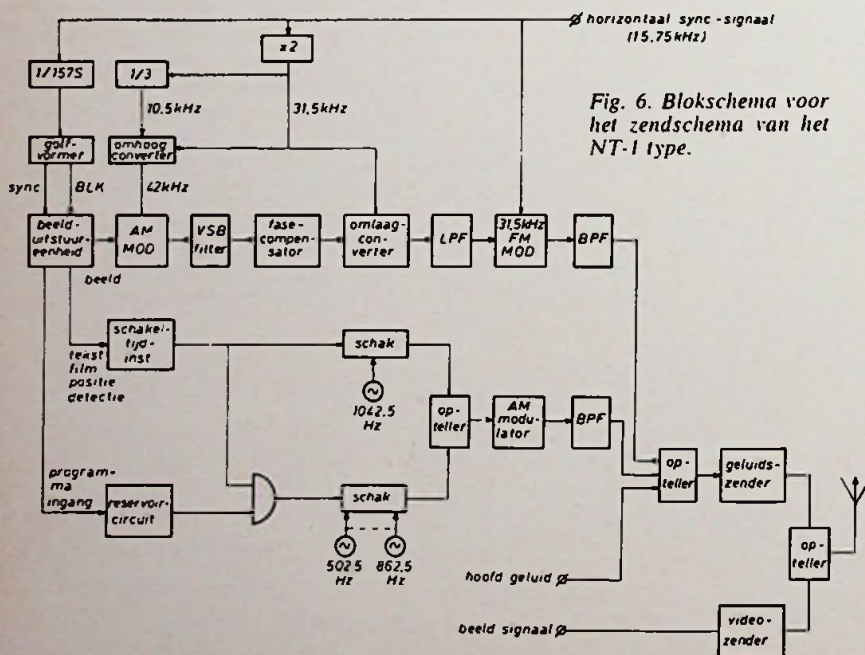 horizontaal sync-signaal
(15.75kHz)
x2
1/1575
1/3
10,5kHz
31,5kHz
Fig. 6. Blokschema voor
het zendschema van het
NT-1 type.
golf-
vormer
omhoog
converter
sync
BLK
42kHz
beeld-
uitstuur-
eenheid
AM
MOD
VSB
filter
fase-
compen-
sator
omlaag-
con-
verter
LPF
31,5kHz
FM
MOD
BPF
beeld
schakel-
tijd-
inst
schak
tekst
film
positie
detectie
1042,5
Hz
op-
teller
AM
modu-
lator
BPF
op-
teller
geluids-
zender
program-
ma
ingang
reservoir-
circuit
schak
502.5
Hz
862,5
Hz
op-
teller
hoofd geluid
beeld signaal
video-
zender